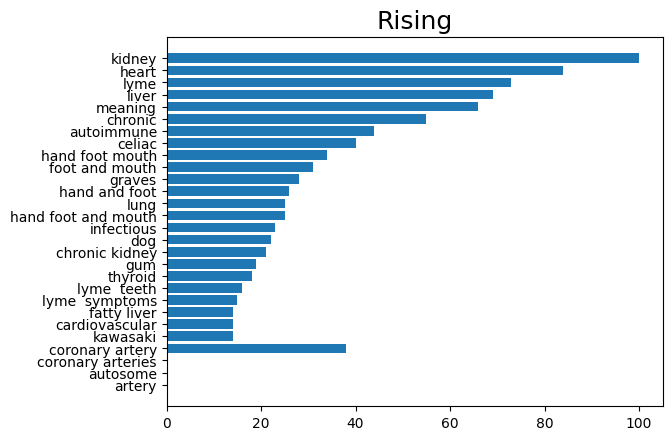 Rising
kidney
heart
lyme
liver
meaning
chronic
autoimmune
celiac
hand foot mouth
foot and mouth
graves
hand and foot
lung
hand foot and mouth
infectious
dog
chronic kidney
gum
thyroid
lyme  teeth
lyme  symptoms
fatty liver
cardiovascular
kawasaki
coronary artery
coronary arteries
autosome
artery
0 20 40 60 80 100